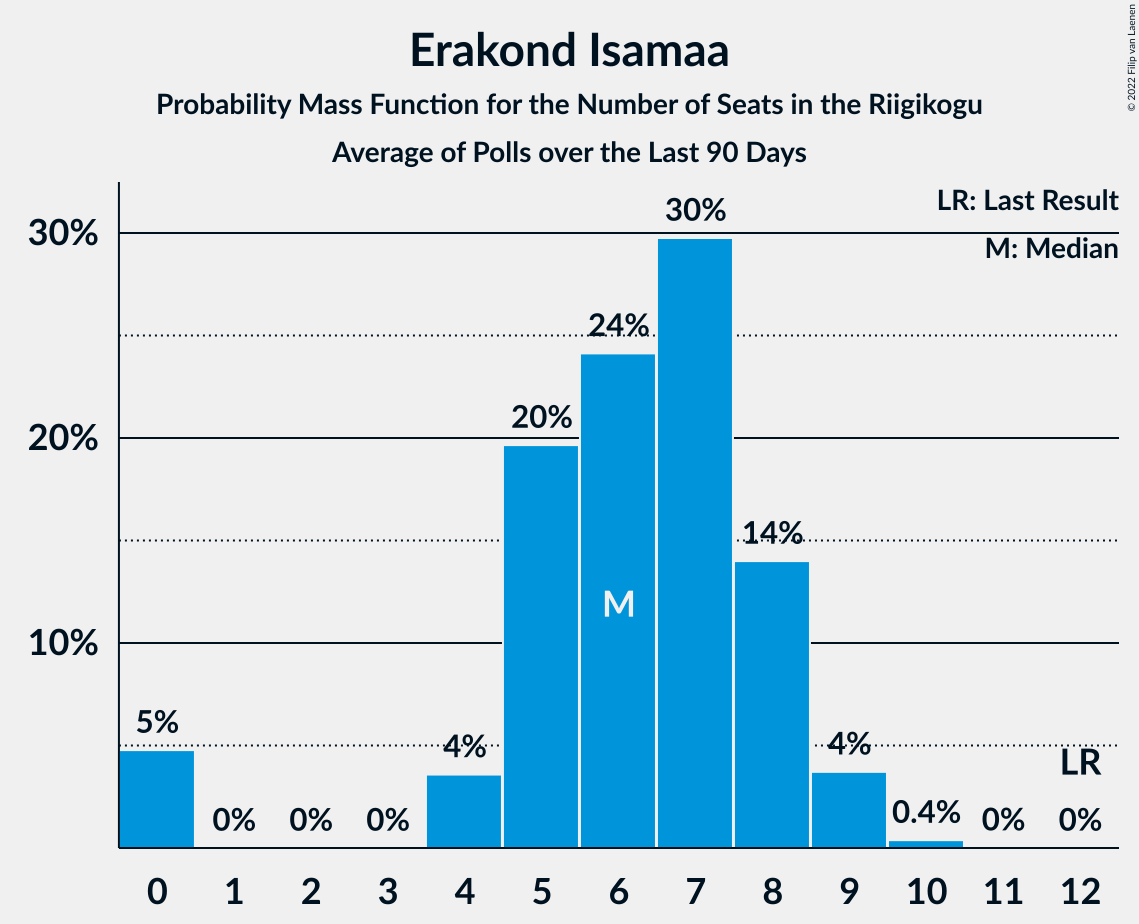 Erakond Isamaa
Probability Mass Function for the Number of Seats in the Riigikogu
Average of Polls over the Last 90 Days
© 2022 Filip van Laenen
LR: Last Result
M: Median
30%
20%
10%
5%
0%
0%
0%
4%
20%
24%
30%
14%
4%
0.4%
0%
0%
M
LR
0 1 2 3 4 5 6 7 8 9 10 11 12